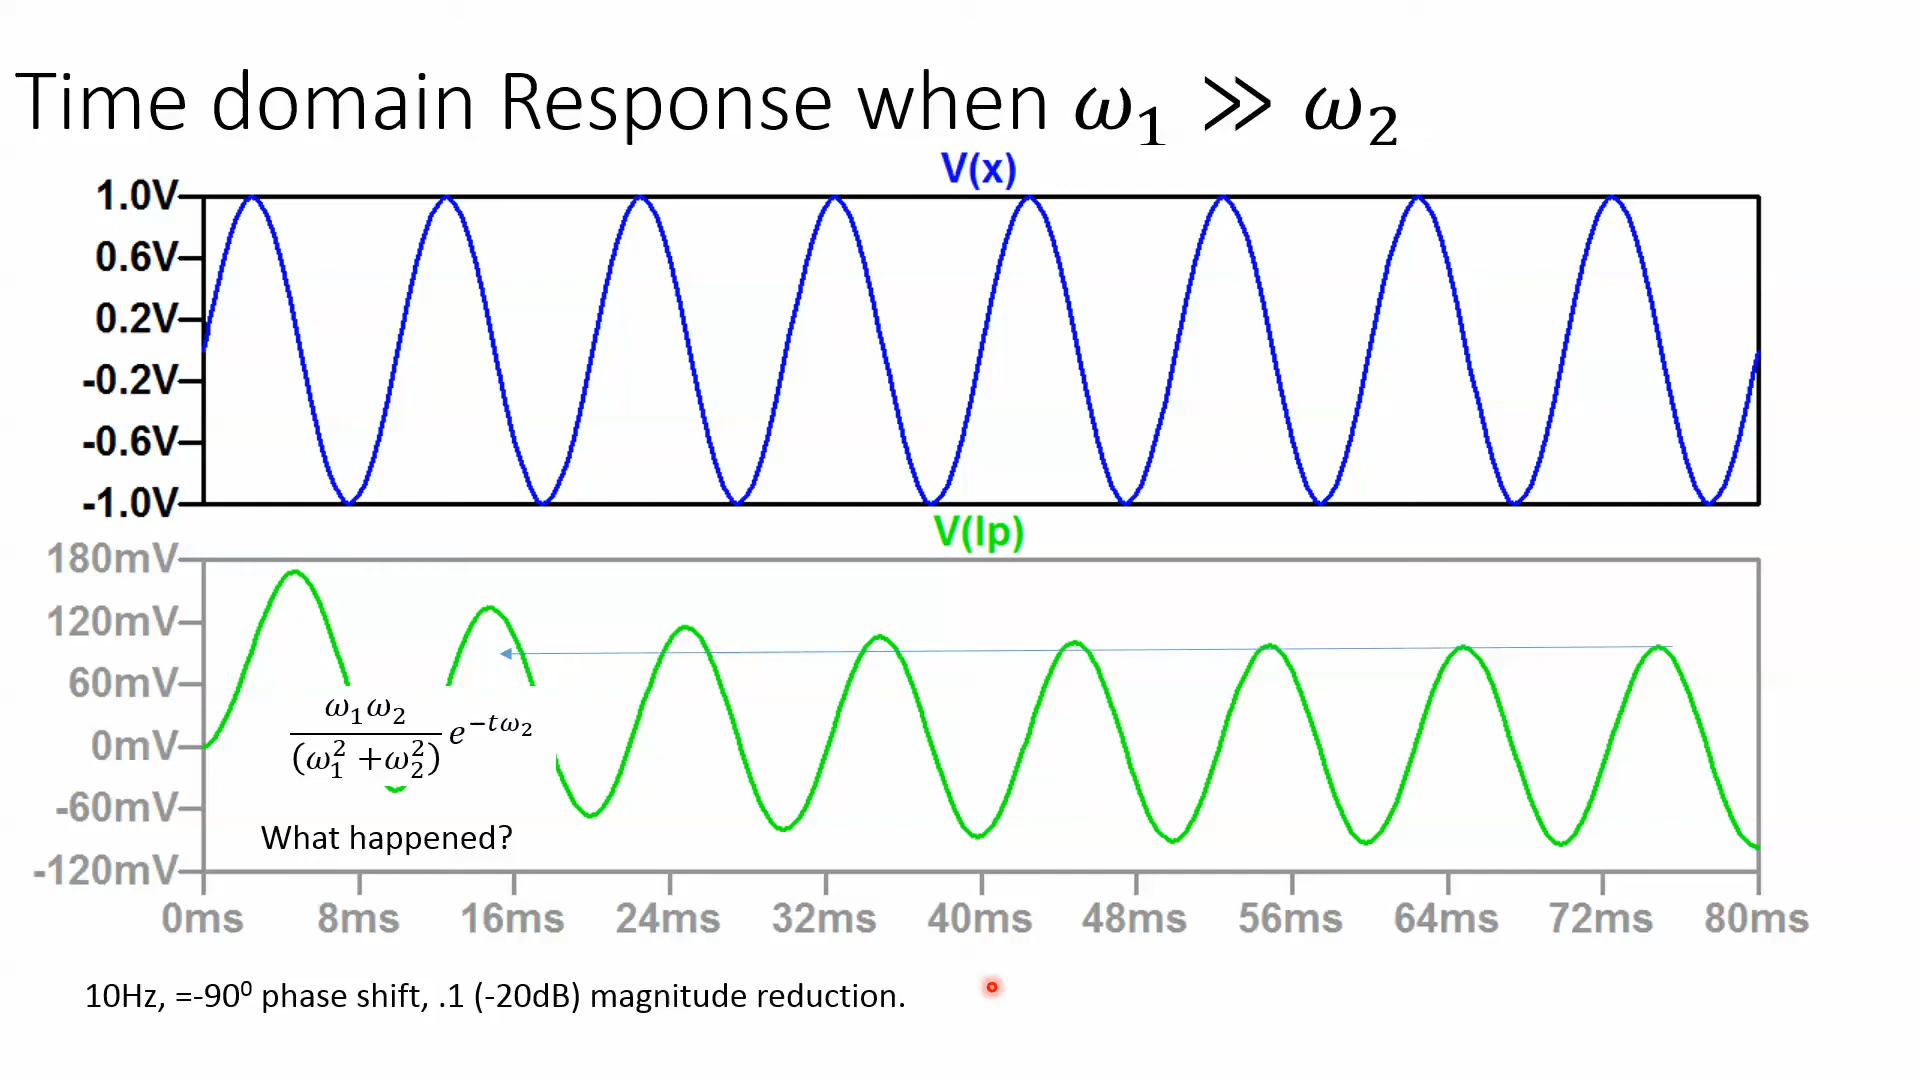 Time domain Response when ω₁ ≫ ω₂
V(x)
1.0V
0.6V
0.2V
-0.2V
-0.6V
-1.0V
V(lp)
180mV
120mV
60mV
0mV
-60mV
-120mV
ω₁ω₂
(ω₁² +ω₂²)
e^(−tω₂)
What happened?
0ms 8ms 16ms 24ms 32ms 40ms 48ms 56ms 64ms 72ms 80ms
10Hz, =-90⁰ phase shift, .1 (-20dB) magnitude reduction.